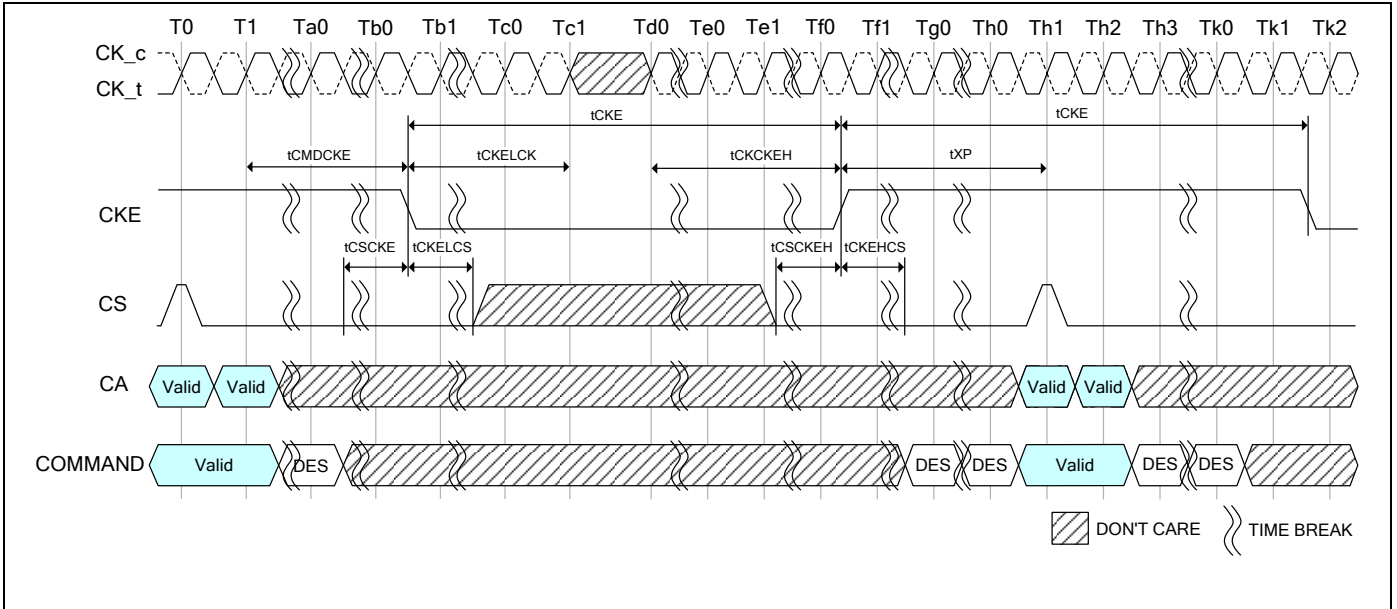 T0 T1 Ta0 Tb0 Tb1 Tc0 Tc1 Td0 Te0 Te1 Tf0 Tf1 Tg0 Th0 Th1 Th2 Th3 Tk0 Tk1 Tk2
CK_c
CK_t
tCKE tCKE
tCMDCKE tCKELCK tCKCKEH tXP
CKE
tCSCKE tCKELCS tCSCKEH tCKEHCS
CS
CA Valid Valid Valid Valid
COMMAND Valid DES DES DES Valid DES DES
DON'T CARE TIME BREAK